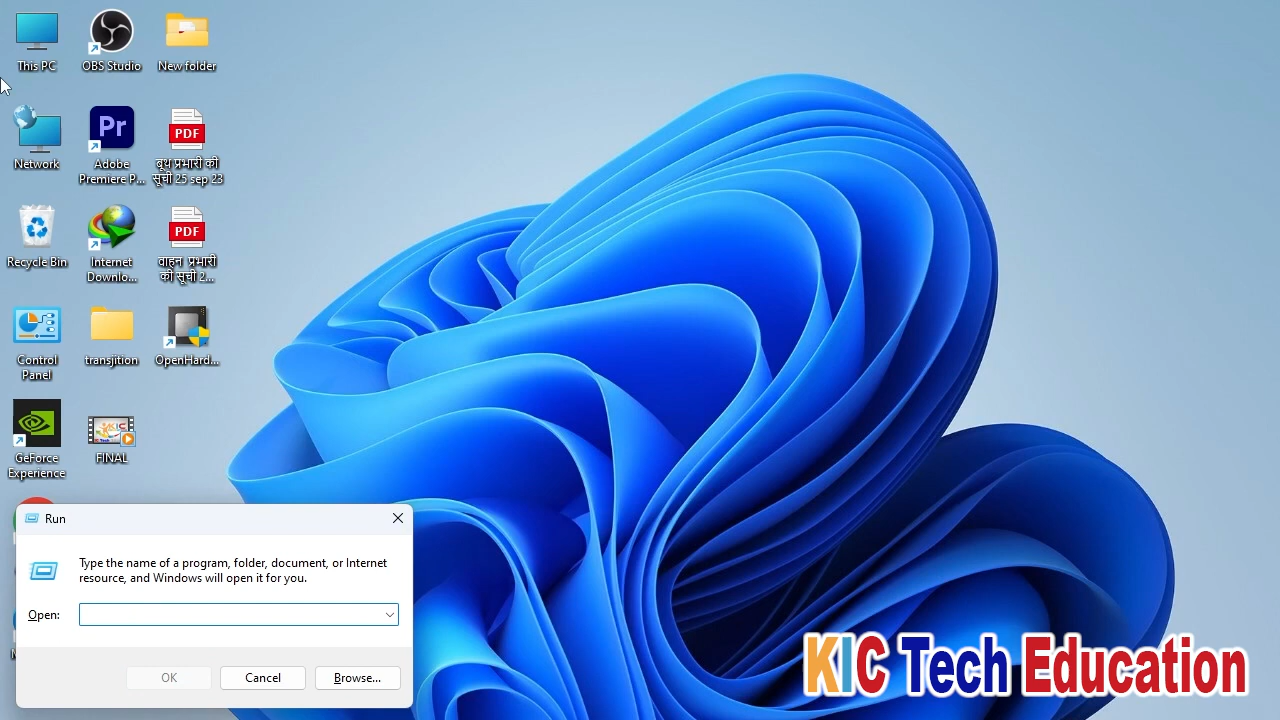 This PC
OBS Studio
New folder
Network
Adobe
Premiere P...
PDF
बूथ प्रभारी की
सूची 25 sep 23
Recycle Bin
Internet
Downlo...
PDF
वाहन प्रभारी
की सूची 2...
Control
Panel
transjition
OpenHard...
GeForce
Experience
FINAL
Run
Type the name of a program, folder, document, or Internet
resource, and Windows will open it for you.
Open:
OK
Cancel
Browse...
KIC Tech Education